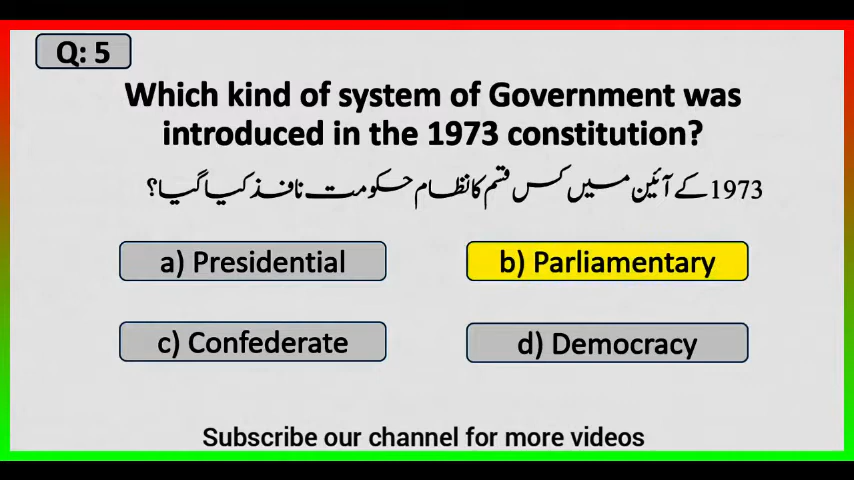 Q: 5
Which kind of system of Government was
introduced in the 1973 constitution?
1973 کے آئین میں کس قسم کا نظام حکومت نافذ کیا گیا؟
a) Presidential
b) Parliamentary
c) Confederate
d) Democracy
Subscribe our channel for more videos